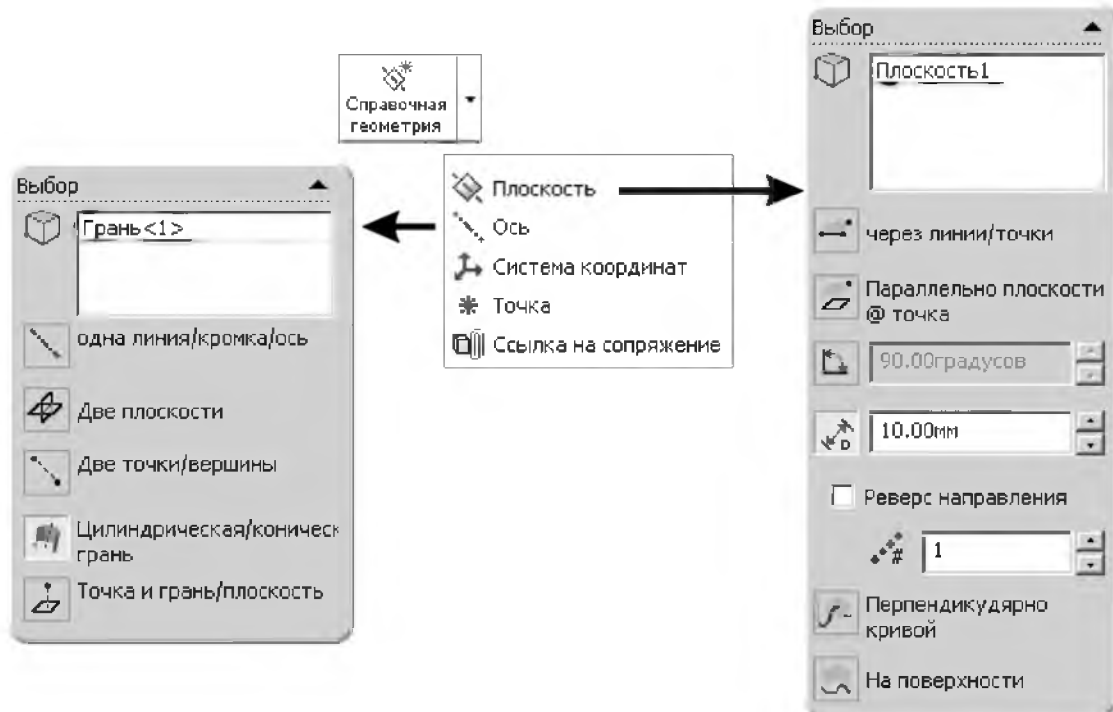 Справочная
геометрия
Выбор
Грань<1>
одна линия/кромка/ось
Две плоскости
Две точки/вершины
Цилиндрическая/коническ
грань
Точка и грань/плоскость
Плоскость
Ось
Система координат
Точка
Ссылка на сопряжение
Выбор
Плоскость1
через линии/точки
Параллельно плоскости
@ точка
90.00градусов
D
10.00мм
Реверс направления
#
1
Перпендикудярно
кривой
На поверхности